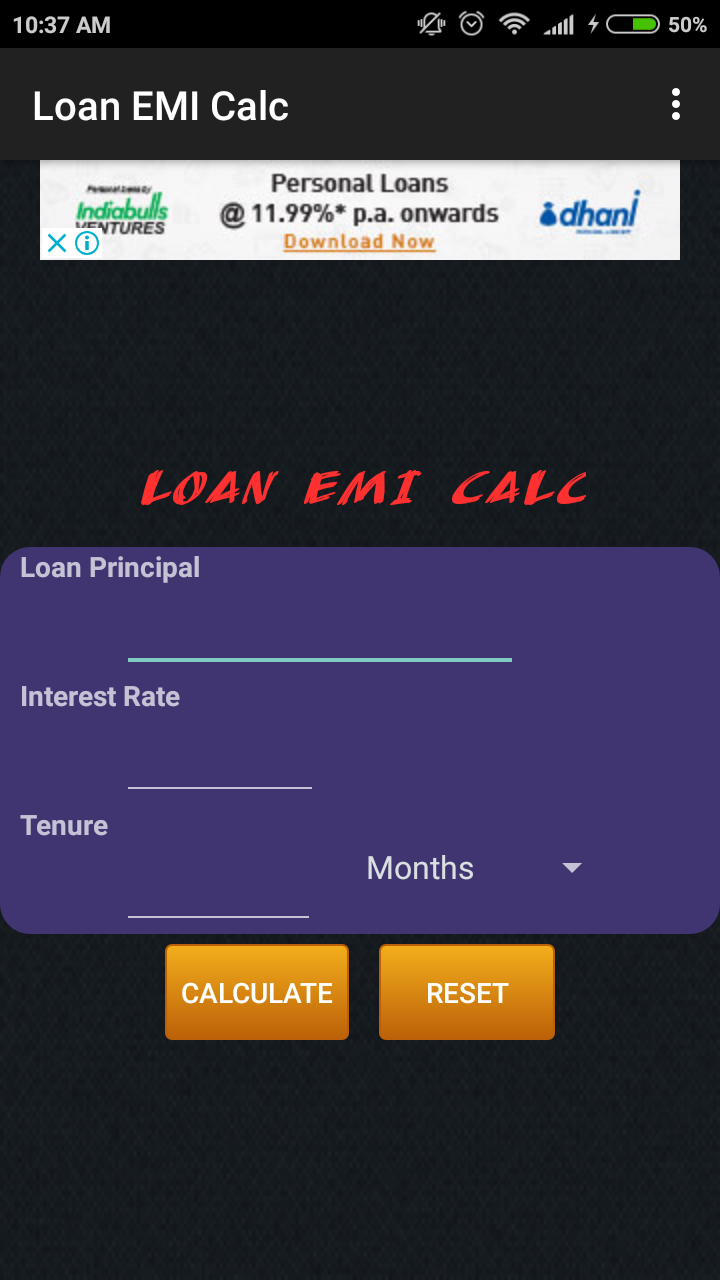 10:37 AM
50%
Loan EMI Calc
Personal Loans by
Indiabulls
VENTURES
Personal Loans
@ 11.99%* p.a. onwards
Download Now
dhani
LOAN EMI CALC
Loan Principal
Interest Rate
Tenure
Months
CALCULATE
RESET